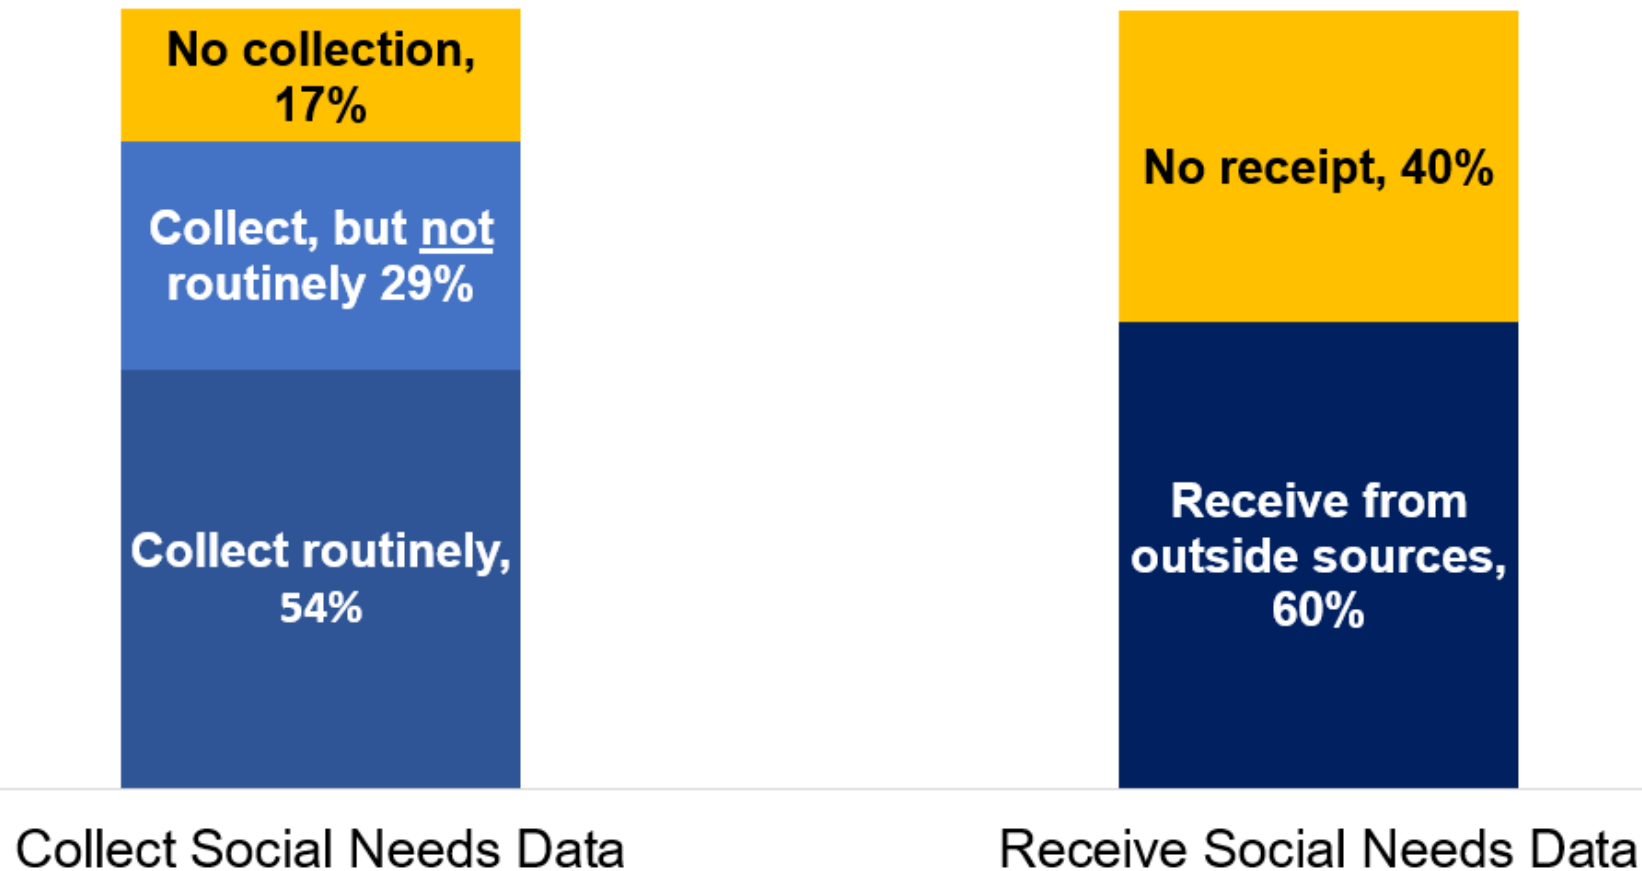 No collection,
17%
Collect, but not
routinely 29%
Collect routinely,
54%
Collect Social Needs Data
No receipt, 40%
Receive from
outside sources,
60%
Receive Social Needs Data